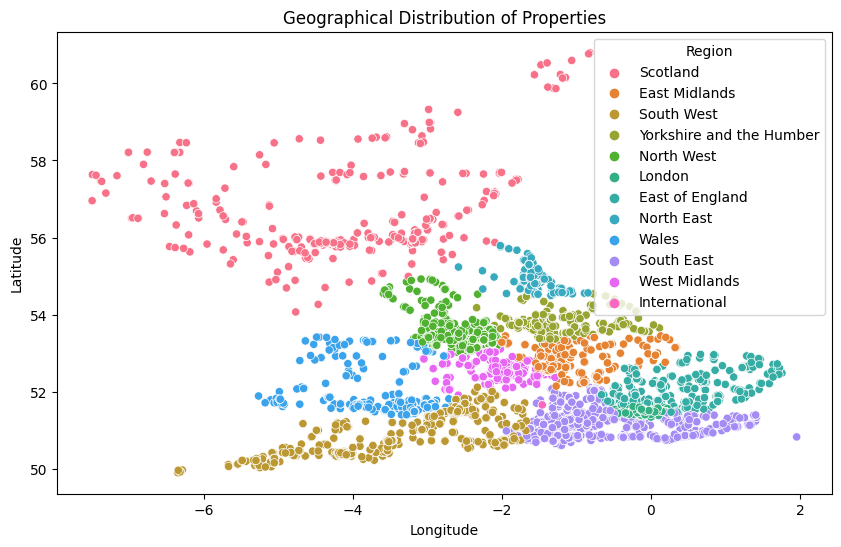 Geographical Distribution of Properties
Region
Scotland
East Midlands
South West
Yorkshire and the Humber
North West
London
East of England
North East
Wales
South East
West Midlands
International
60
58
56
54
52
50
Latitude
−6
−4
−2
0
2
Longitude